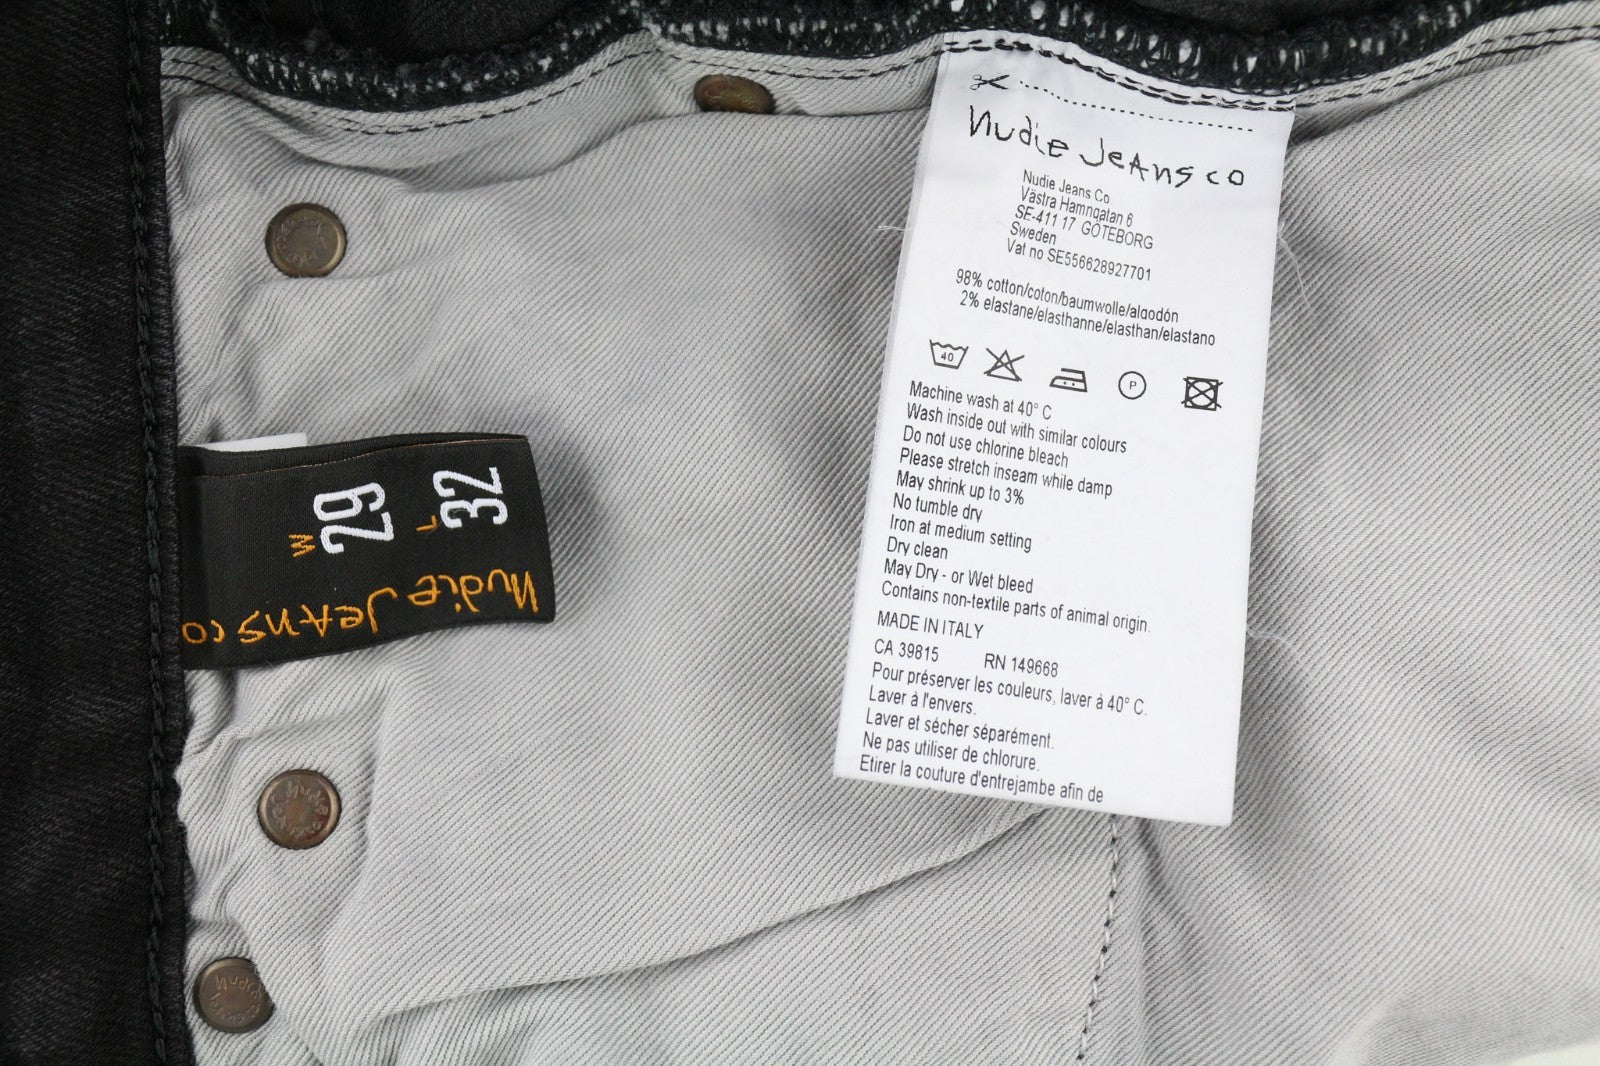 Nudie Jeans co
Nudie Jeans Co
Västra Hamngatan 6
SE-411 17 GÖTEBORG
Sweden
Vat no SE556628927701
98% cotton/coton/baumwolle/algodón
2% elastane/elasthanne/elasthan/elastano
40
P
Machine wash at 40° C
Wash inside out with similar colours
Do not use chlorine bleach
Please stretch inseam while damp
May shrink up to 3%
No tumble dry
Iron at medium setting
Dry clean
May Dry - or Wet bleed
Contains non-textile parts of animal origin.
MADE IN ITALY
CA 39815 RN 149668
Pour préserver les couleurs, laver à 40° C.
Laver à l'envers.
Laver et sécher séparément.
Ne pas utiliser de chlorure.
Etirer la couture d'entrejambe afin de
W 29
L 32
Nudie Jeans co